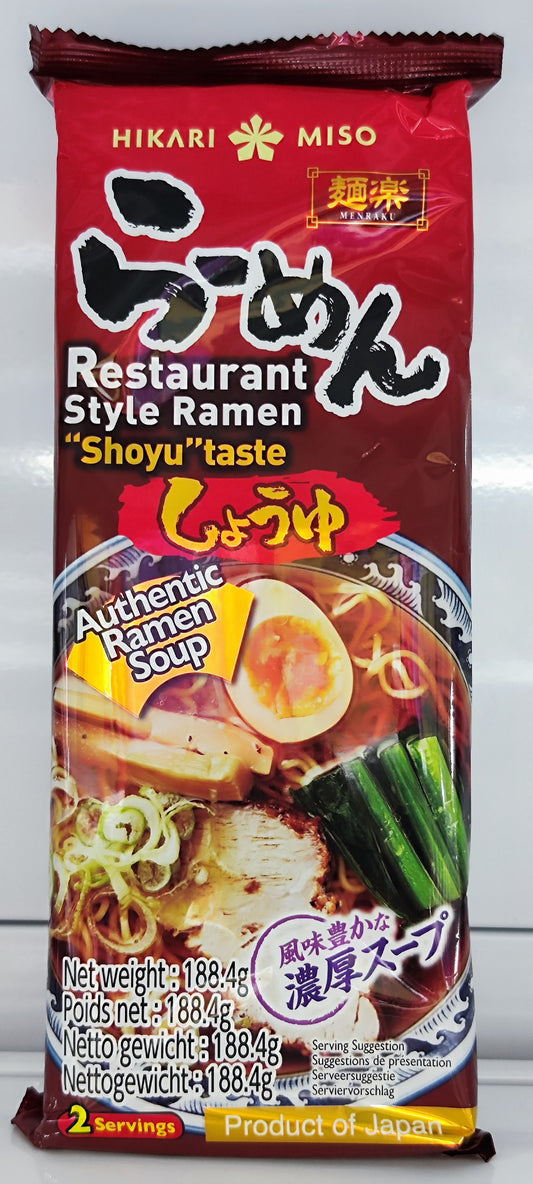 HIKARI MISO
麺楽
MENRAKU
らーめん
Restaurant
Style Ramen
“Shoyu” taste
しょうゆ
Authentic
Ramen
Soup
風味豊かな
濃厚スープ
Net weight : 188.4g
Poids net : 188.4g
Netto gewicht : 188.4g
Nettogewicht : 188.4g
Serving Suggestion
Suggestions de présentation
Serveersuggestie
Serviervorschlag
2 Servings
Product of Japan